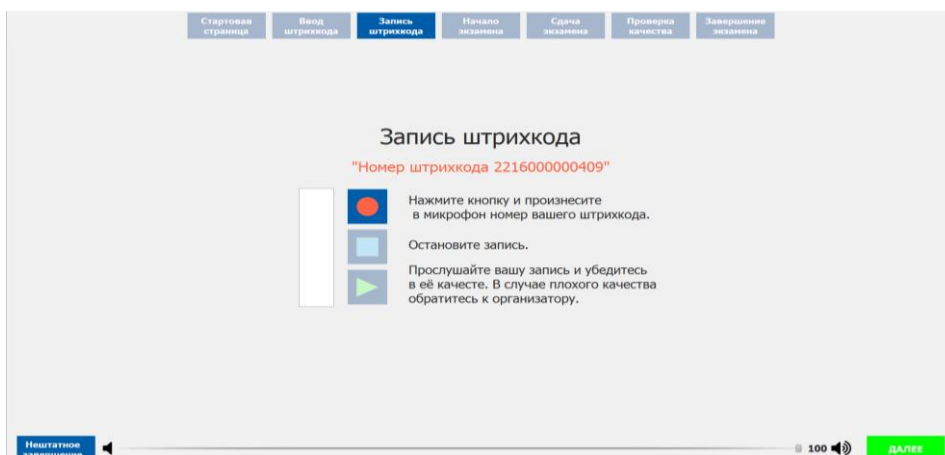 Стартовая страница
Ввод штрихкода
Запись штрихкода
Начало экзамена
Сдача экзамена
Проверка качества
Завершение экзамена
Запись штрихкода
"Номер штрихкода 2216000000409"
Нажмите кнопку и произнесите
в микрофон номер вашего штрихкода.
Остановите запись.
Прослушайте вашу запись и убедитесь
в её качесте. В случае плохого качества
обратитесь к организатору.
Нештатное
завершение
100
ДАЛЕЕ